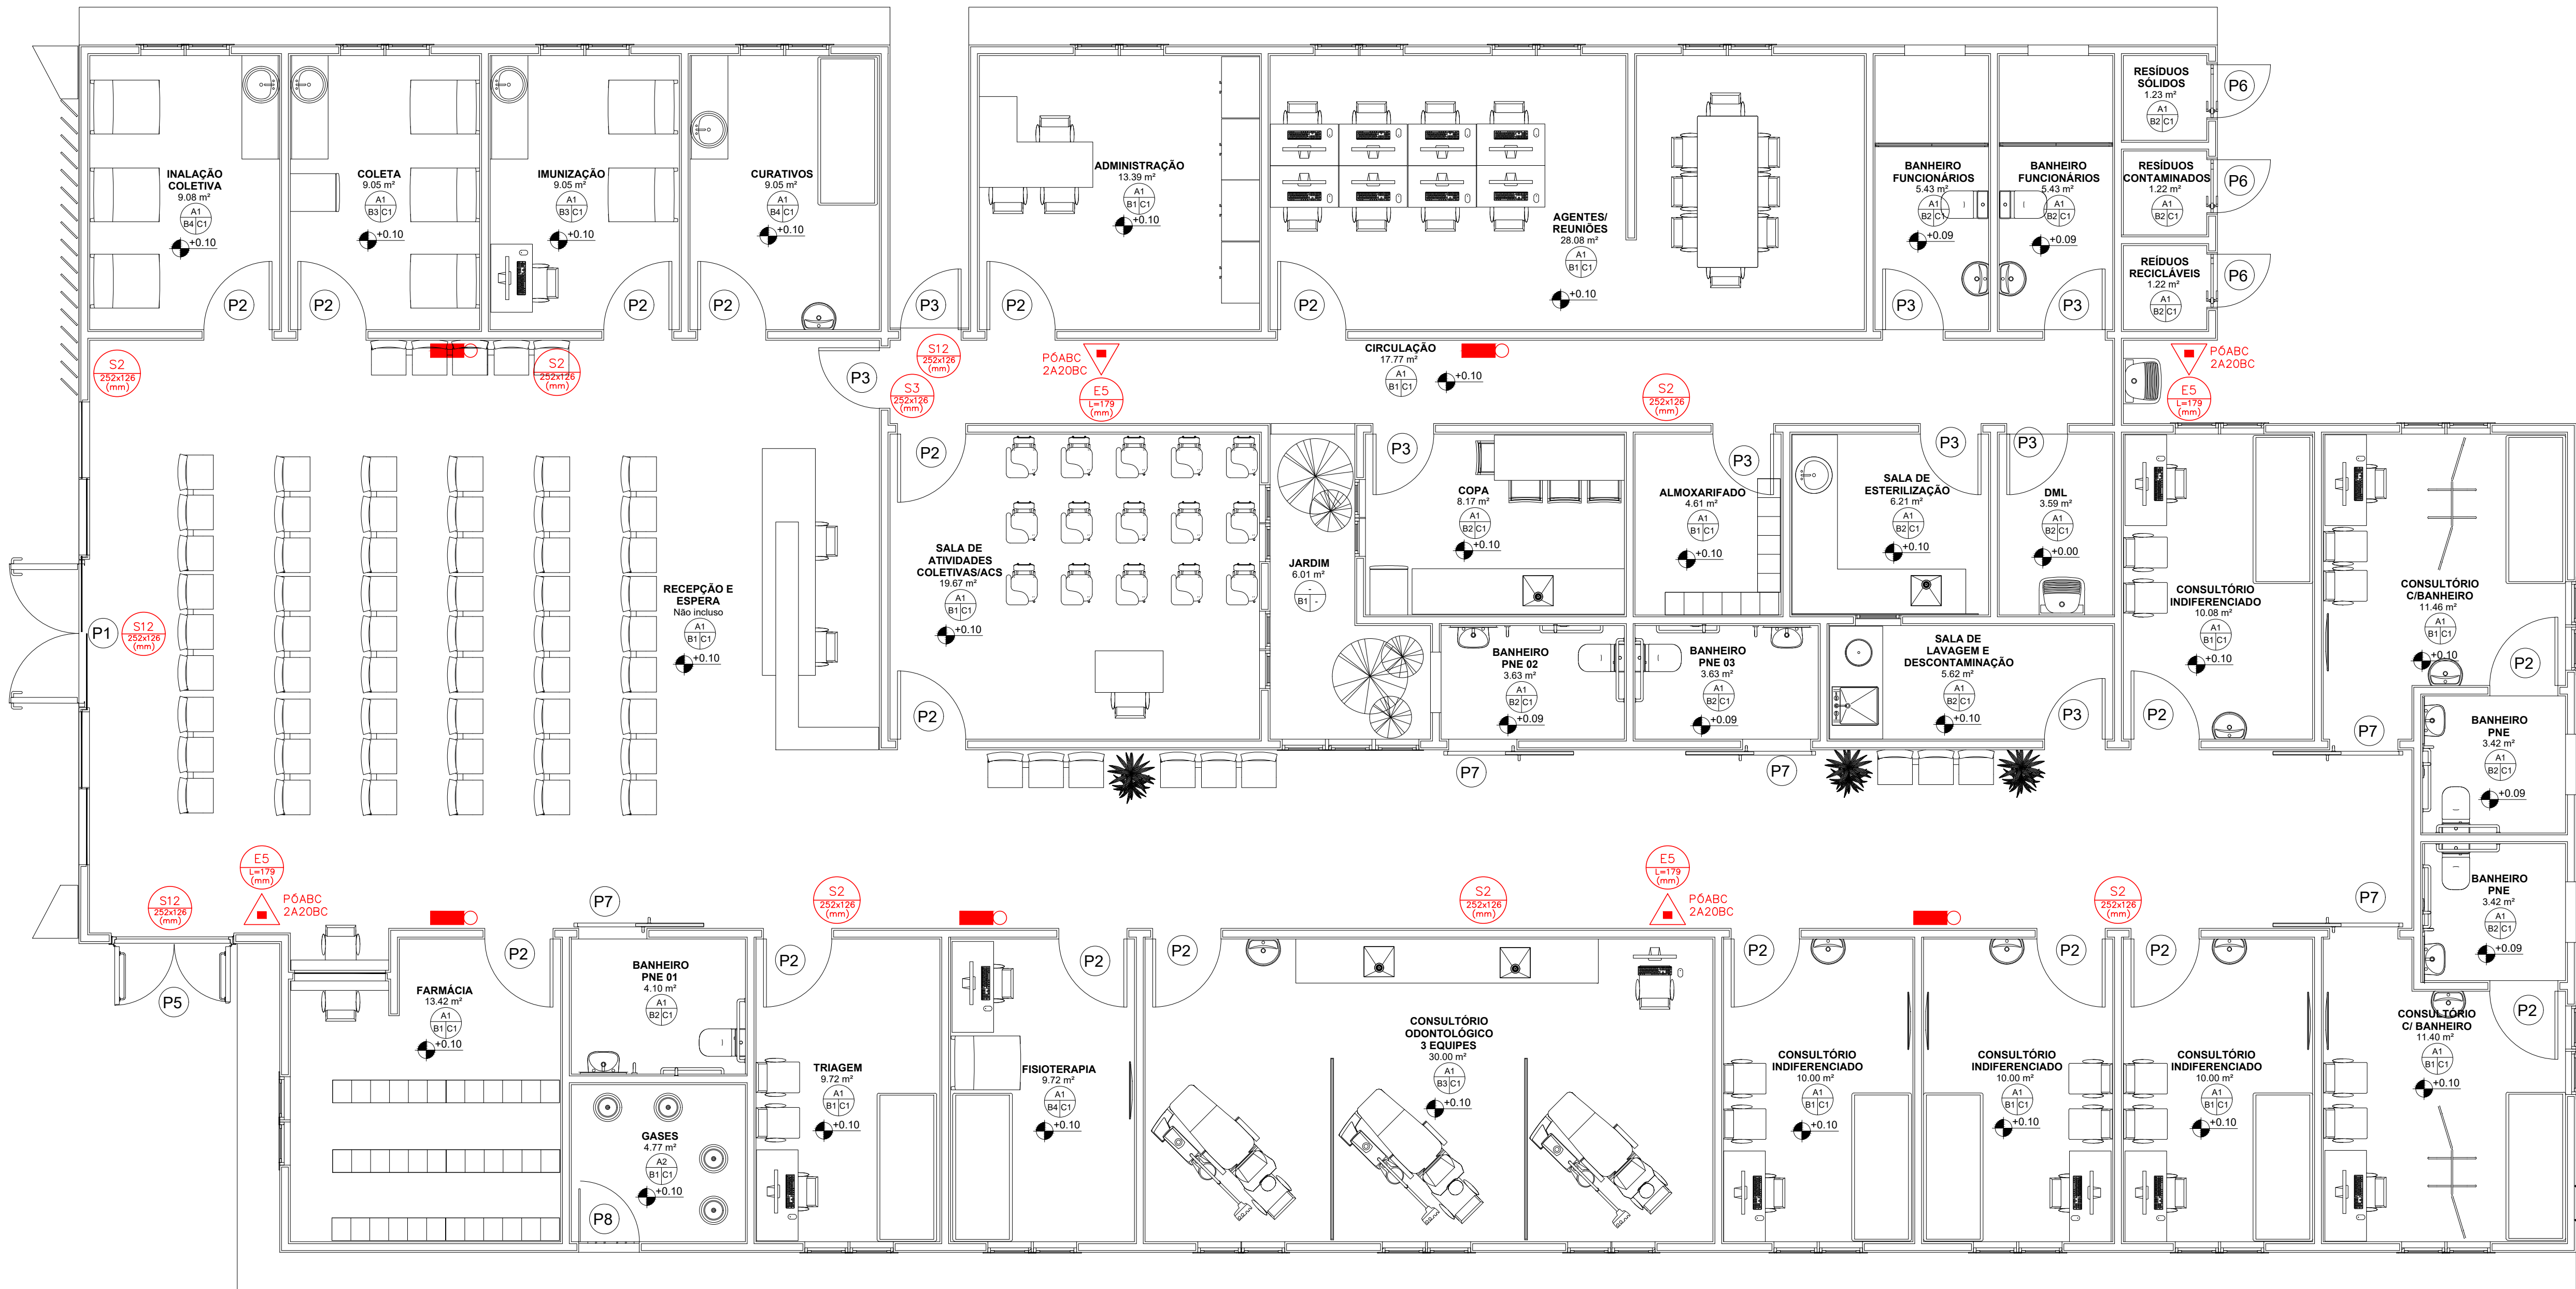 INALAÇÃO
COLETIVA
9.08 m²
A1
B4 C1
+0.10
P2
COLETA
9.05 m²
A1
B3 C1
+0.10
P2
IMUNIZAÇÃO
9.05 m²
A1
B3 C1
+0.10
P2
CURATIVOS
9.05 m²
A1
B4 C1
+0.10
P2
P3
ADMINISTRAÇÃO
13.39 m²
A1
B1 C1
+0.10
P2
AGENTES/
REUNIÕES
28.08 m²
A1
B1 C1
+0.10
P2
BANHEIRO
FUNCIONÁRIOS
5.43 m²
A1
B2 C1
+0.09
P3
BANHEIRO
FUNCIONÁRIOS
5.43 m²
A1
B2 C1
+0.09
P3
RESÍDUOS
SÓLIDOS
1.23 m²
A1
B2 C1
P6
RESÍDUOS
CONTAMINADOS
1.22 m²
A1
B2 C1
P6
REÍDUOS
RECICLÁVEIS
1.22 m²
A1
B2 C1
P6
S2
252x126
(mm)
S2
252x126
(mm)
P3
S12
252x126
(mm)
S3
252x126
(mm)
PÓABC
2A20BC
E5
L=179
(mm)
CIRCULAÇÃO
17.77 m²
A1
B1 C1
+0.10
S2
252x126
(mm)
PÓABC
2A20BC
E5
L=179
(mm)
P1
S12
252x126
(mm)
RECEPÇÃO E
ESPERA
Não incluso
A1
B1 C1
+0.10
P2
SALA DE
ATIVIDADES
COLETIVAS/ACS
19.67 m²
A1
B1 C1
+0.10
P2
JARDIM
6.01 m²
-
B1 -
P3
COPA
8.17 m²
A1
B2 C1
+0.10
P3
ALMOXARIFADO
4.61 m²
A1
B1 C1
+0.10
P3
SALA DE
ESTERILIZAÇÃO
6.21 m²
A1
B2 C1
+0.10
P3
DML
3.59 m²
A1
B2 C1
+0.00
BANHEIRO
PNE 02
3.63 m²
A1
B2 C1
+0.09
P7
BANHEIRO
PNE 03
3.63 m²
A1
B2 C1
+0.09
P7
SALA DE
LAVAGEM E
DESCONTAMINAÇÃO
5.62 m²
A1
B2 C1
+0.10
P3
CONSULTÓRIO
INDIFERENCIADO
10.08 m²
A1
B1 C1
+0.10
P2
CONSULTÓRIO
C/BANHEIRO
11.46 m²
A1
B1 C1
+0.10
P2
P7
BANHEIRO
PNE
3.42 m²
A1
B2 C1
+0.09
BANHEIRO
PNE
3.42 m²
A1
B2 C1
+0.09
P7
E5
L=179
(mm)
PÓABC
2A20BC
S12
252x126
(mm)
P5
P7
S2
252x126
(mm)
S2
252x126
(mm)
E5
L=179
(mm)
PÓABC
2A20BC
S2
252x126
(mm)
FARMÁCIA
13.42 m²
A1
B1 C1
+0.10
P2
BANHEIRO
PNE 01
4.10 m²
A1
B2 C1
GASES
4.77 m²
A2
B1 C1
+0.10
P8
P2
TRIAGEM
9.72 m²
A1
B1 C1
+0.10
P2
FISIOTERAPIA
9.72 m²
A1
B4 C1
+0.10
P2
CONSULTÓRIO
ODONTOLÓGICO
3 EQUIPES
30.00 m²
A1
B3 C1
+0.10
P2
CONSULTÓRIO
INDIFERENCIADO
10.00 m²
A1
B1 C1
+0.10
P2
CONSULTÓRIO
INDIFERENCIADO
10.00 m²
A1
B1 C1
+0.10
P2
CONSULTÓRIO
INDIFERENCIADO
10.00 m²
A1
B1 C1
+0.10
P2
CONSULTÓRIO
C/ BANHEIRO
11.40 m²
A1
B1 C1
+0.10